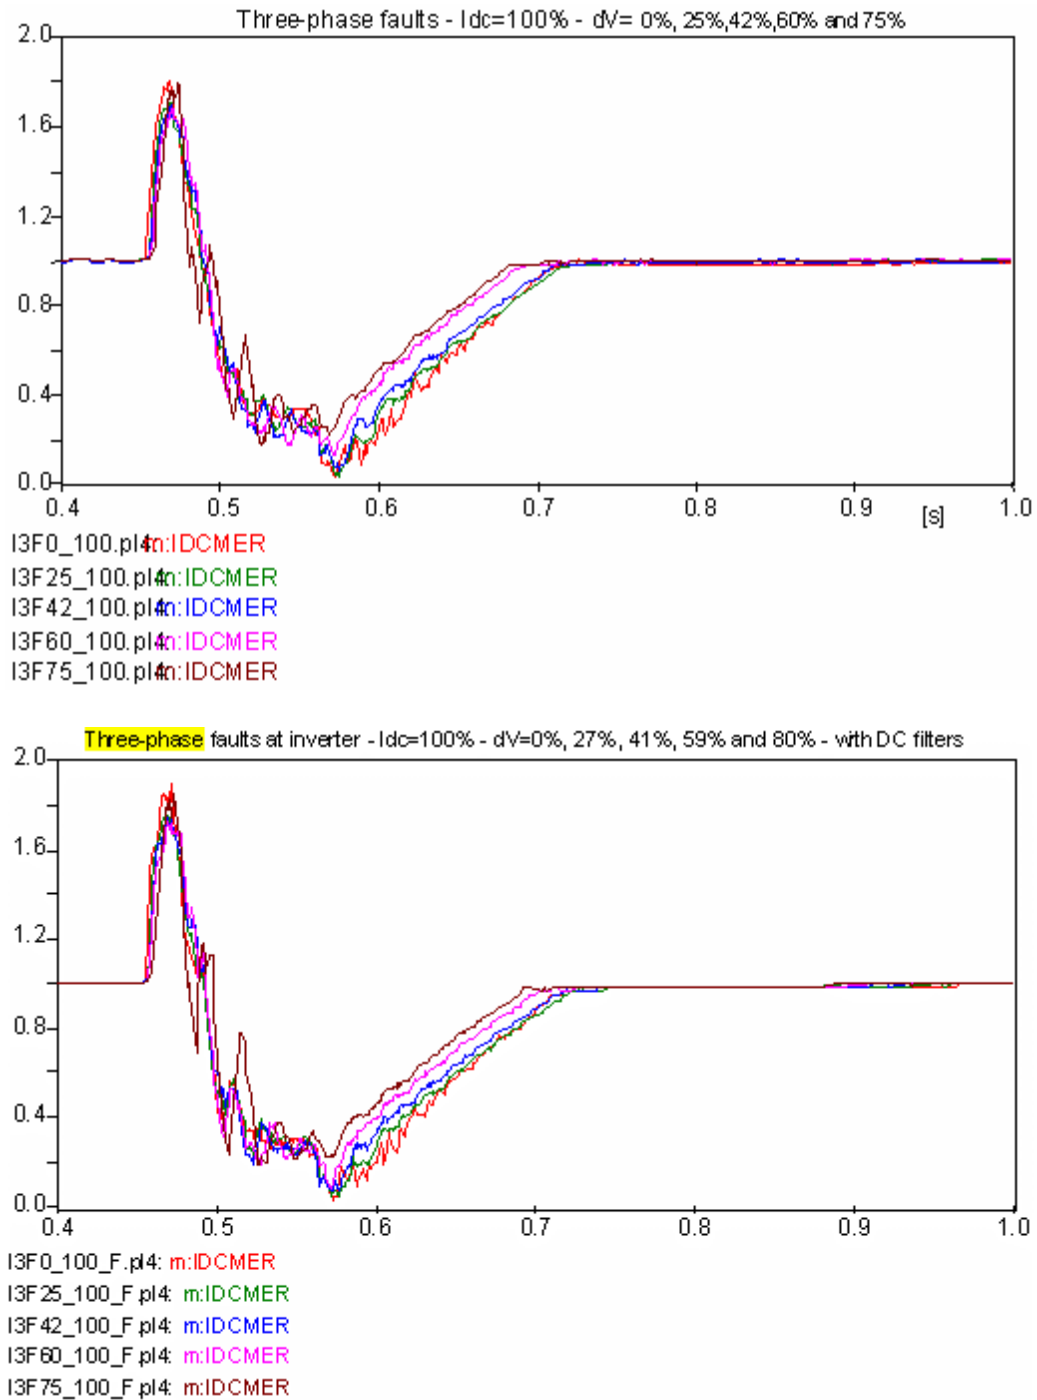 Three-phase faults - Idc=100% - dV= 0%, 25%,42%,60% and 75%
2.0
1.6
1.2
0.8
0.4
0.0
0.4 0.5 0.6 0.7 0.8 0.9 [s] 1.0
I3F0_100.pl4: m:IDCMER
I3F25_100.pl4: m:IDCMER
I3F42_100.pl4: m:IDCMER
I3F60_100.pl4: m:IDCMER
I3F75_100.pl4: m:IDCMER
Three-phase faults at inverter - Idc=100% - dV=0%, 27%, 41%, 59% and 80% - with DC filters
2.0
1.6
1.2
0.8
0.4
0.0
0.4 0.5 0.6 0.7 0.8 0.9 1.0
I3F0_100_F.pl4: m:IDCMER
I3F25_100_F.pl4: m:IDCMER
I3F42_100_F.pl4: m:IDCMER
I3F60_100_F.pl4: m:IDCMER
I3F75_100_F.pl4: m:IDCMER